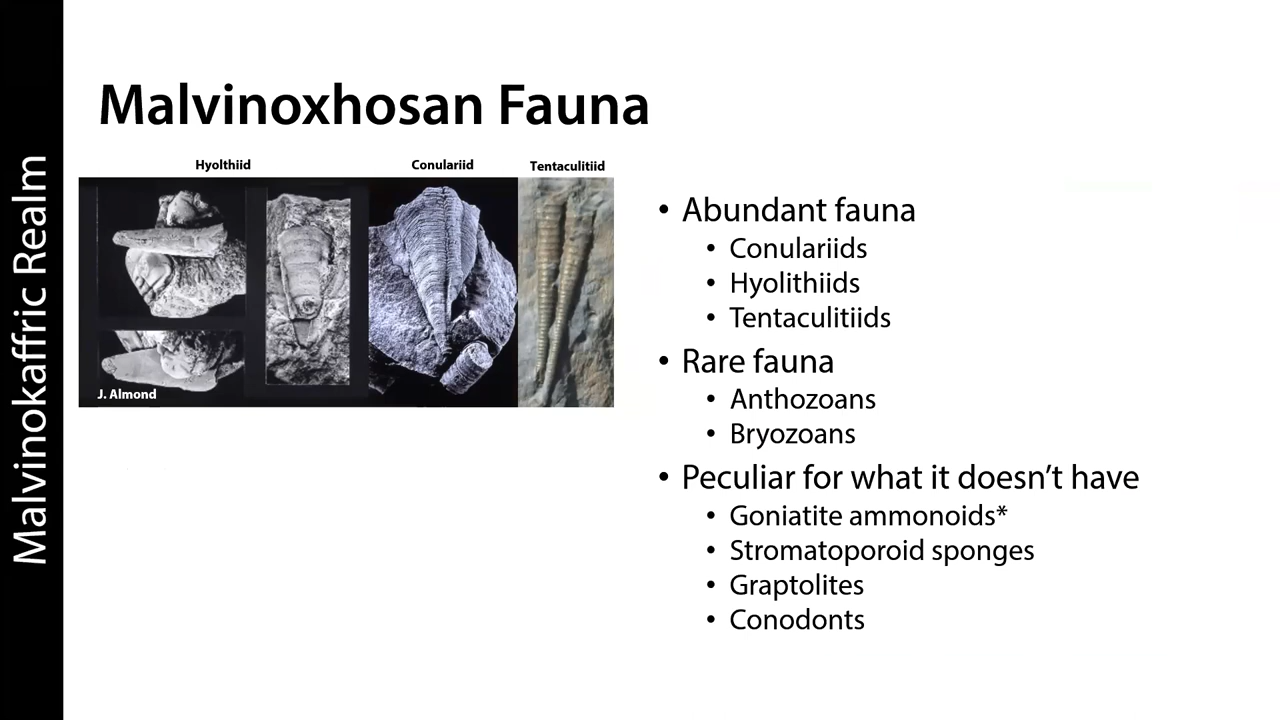 Malvinokaffric Realm
Malvinoxhosan Fauna
Hyolthiid
Conulariid
Tentaculitiid
J. Almond
• Abundant fauna
• Conulariids
• Hyolithiids
• Tentaculitiids
• Rare fauna
• Anthozoans
• Bryozoans
• Peculiar for what it doesn’t have
• Goniatite ammonoids*
• Stromatoporoid sponges
• Graptolites
• Conodonts